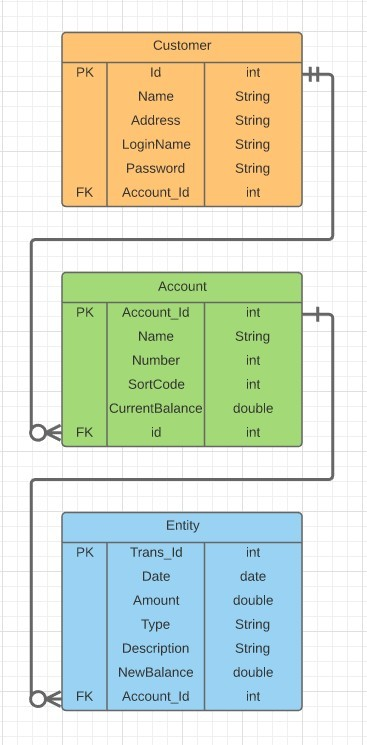 Customer
PK Id int
Name String
Address String
LoginName String
Password String
FK Account_Id int
Account
PK Account_Id int
Name String
Number int
SortCode int
CurrentBalance double
FK id int
Entity
PK Trans_Id int
Date date
Amount double
Type String
Description String
NewBalance double
FK Account_Id int